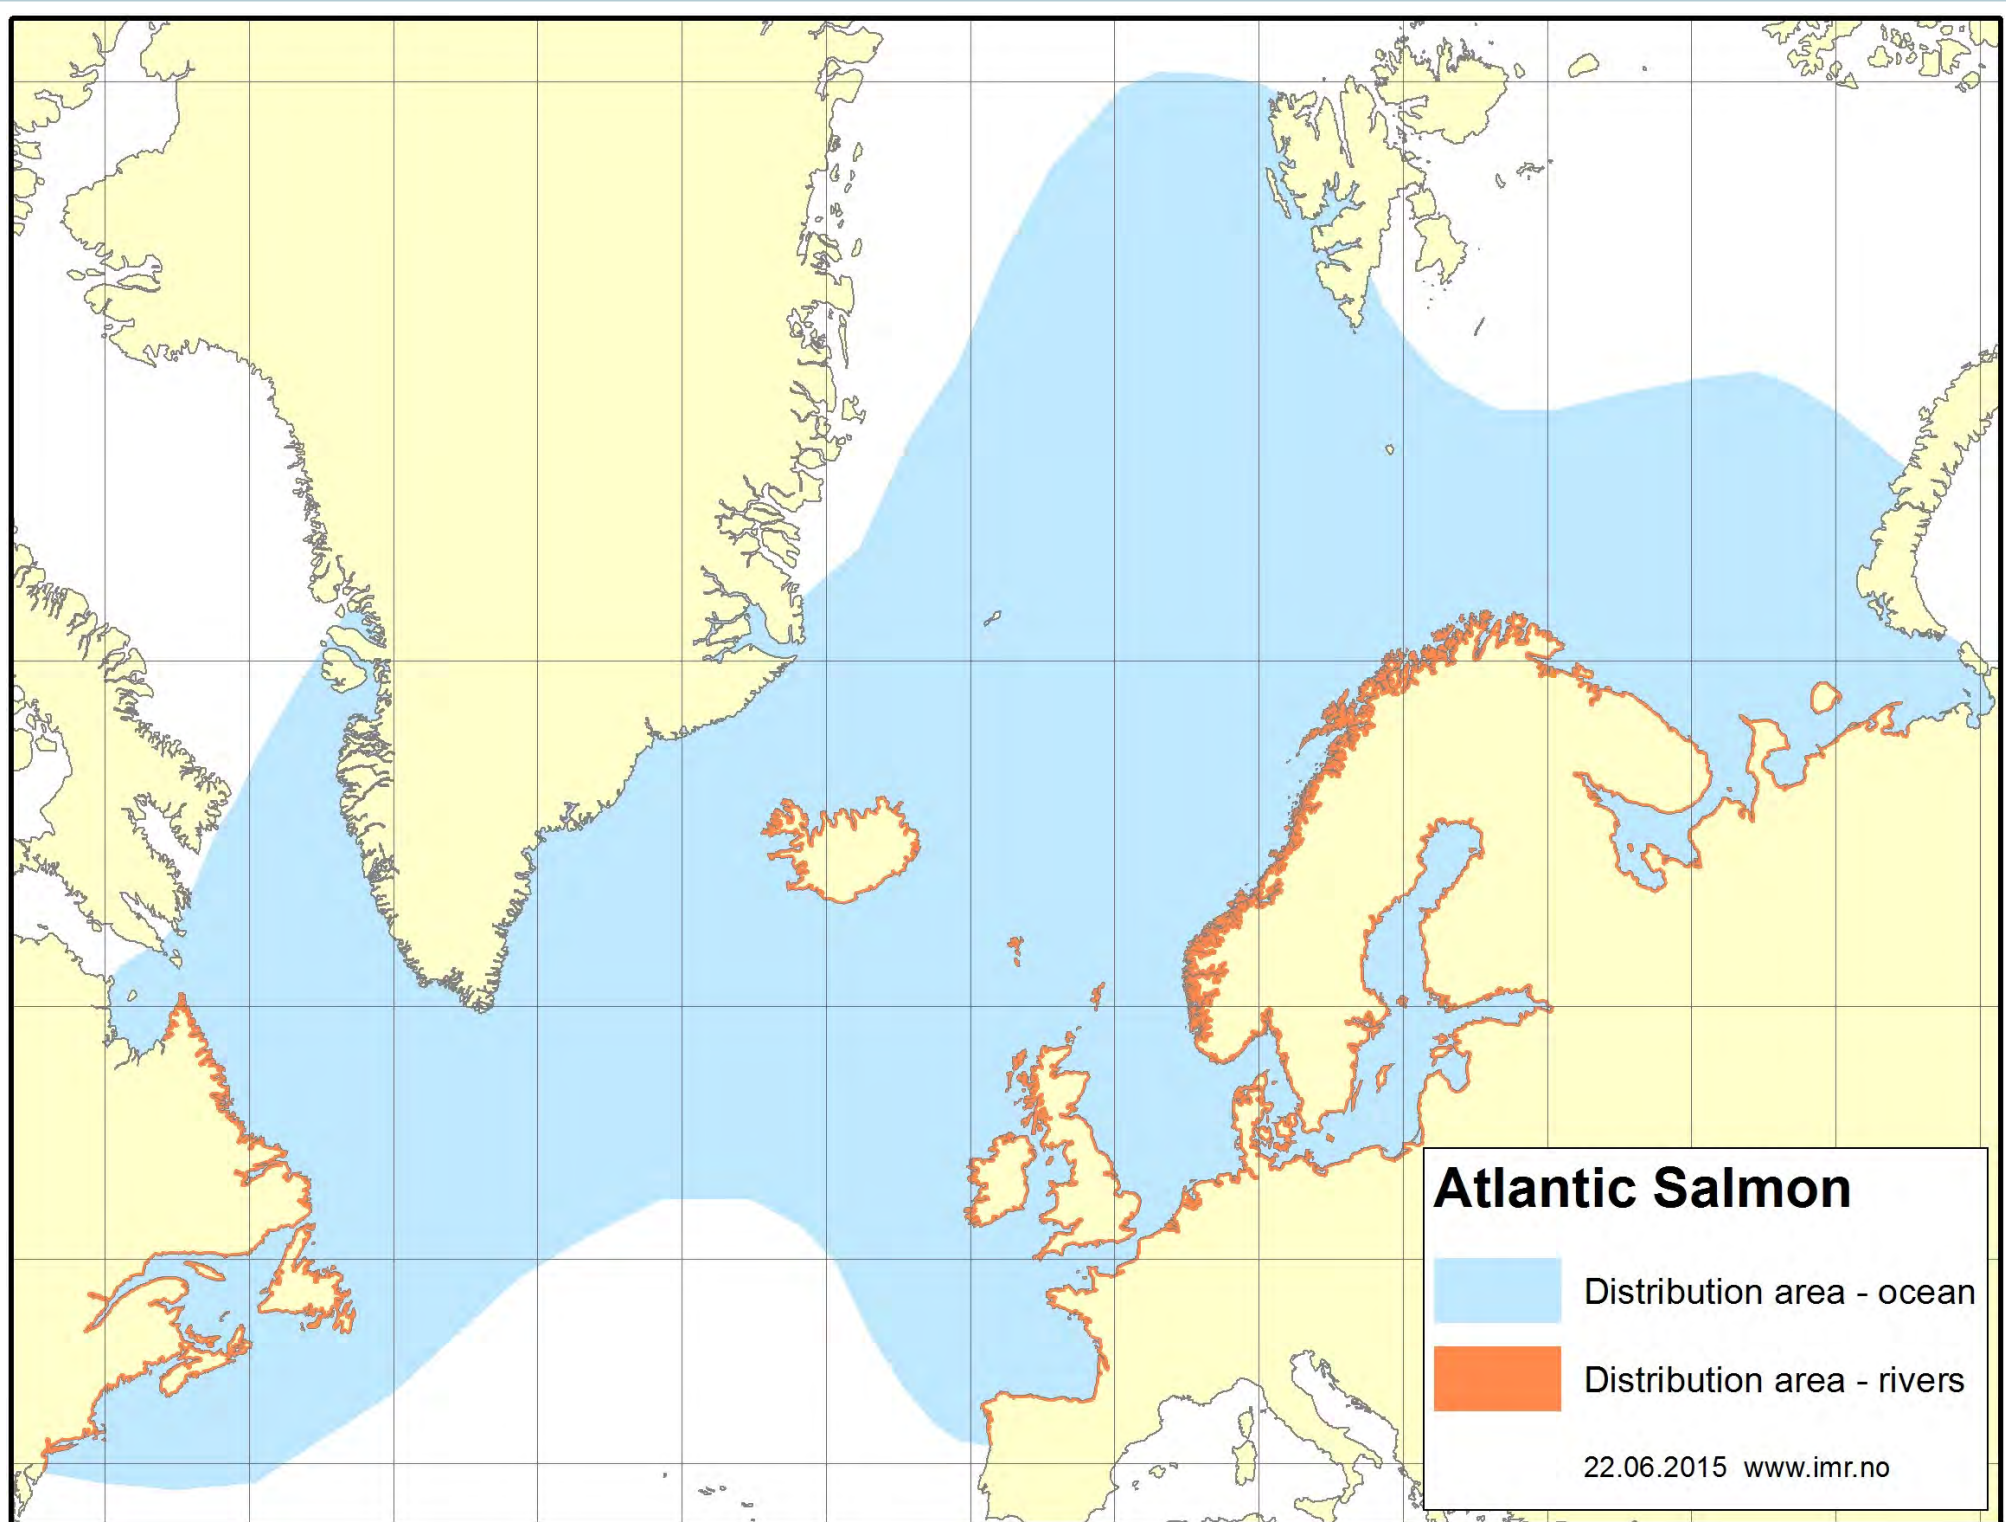 Atlantic Salmon
Distribution area - ocean
Distribution area - rivers
22.06.2015 www.imr.no